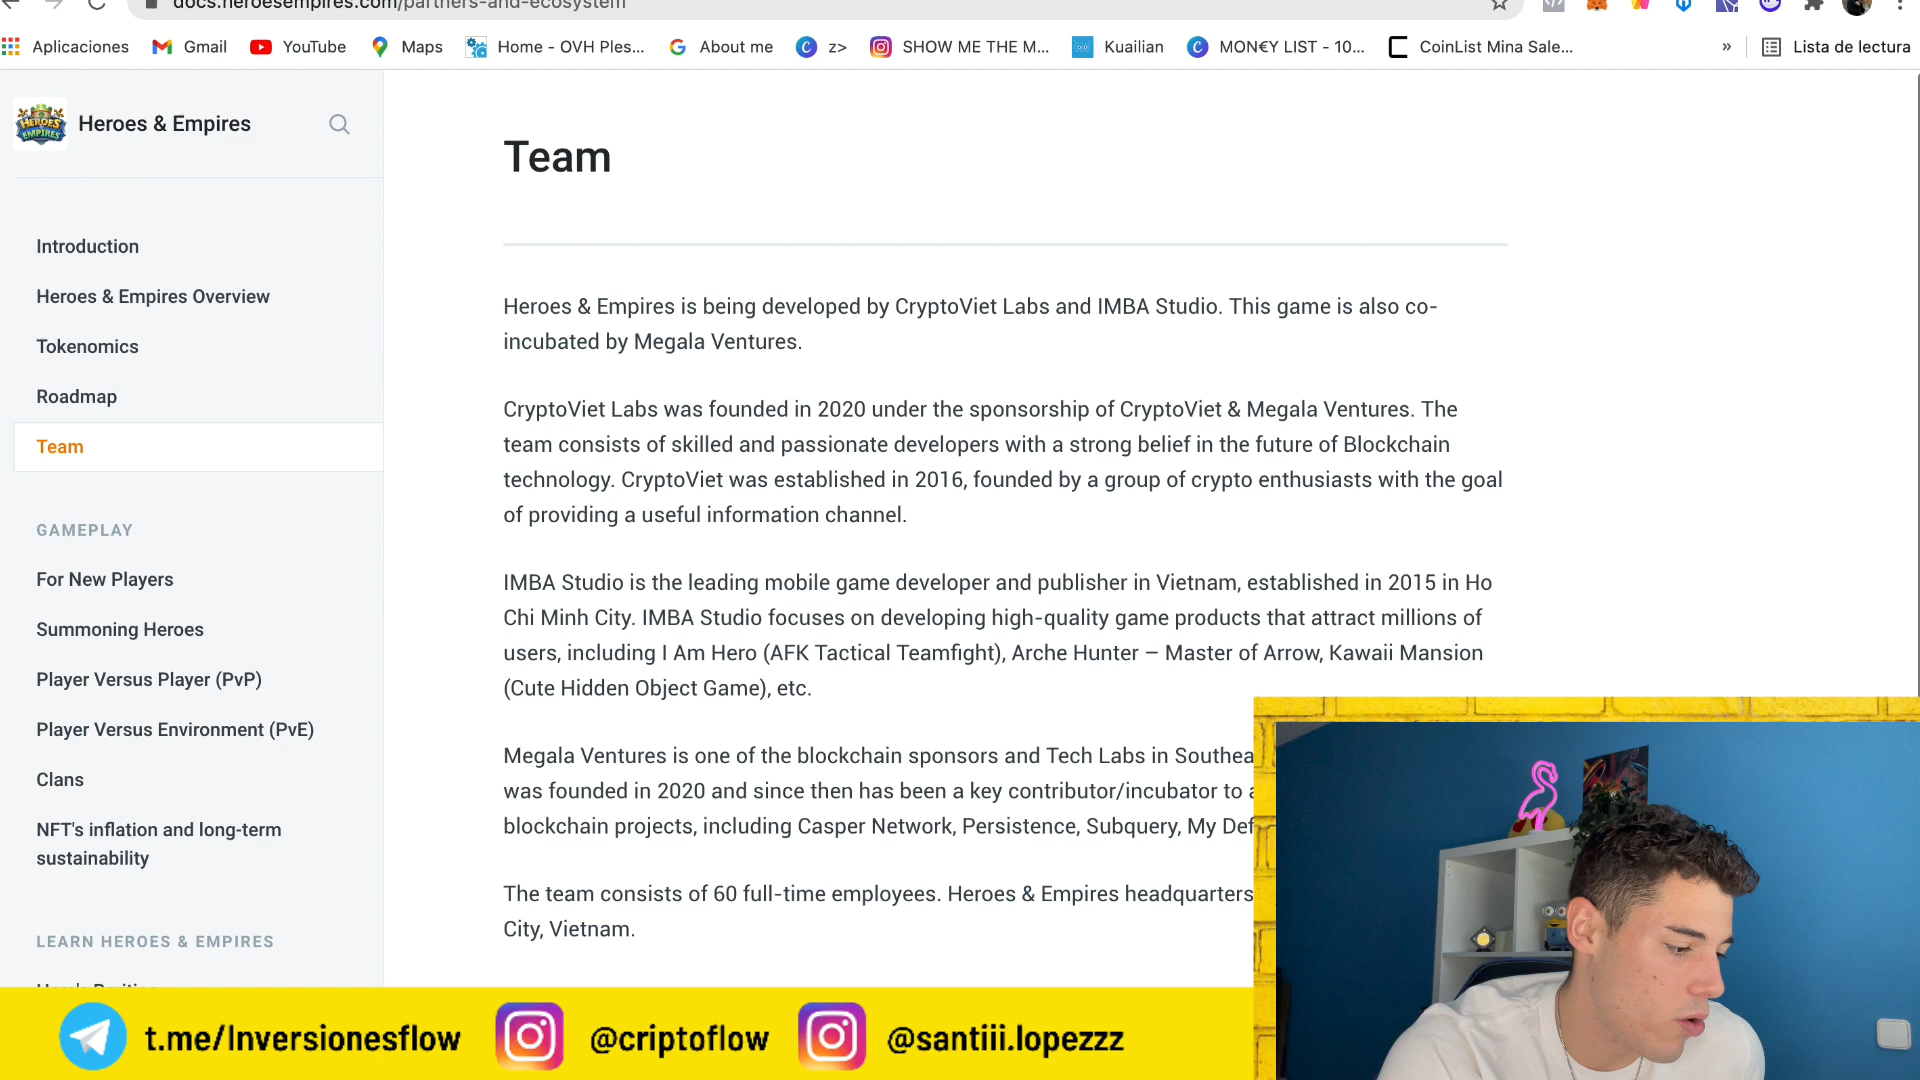 docs.heroesempires.com/partners-and-ecosystem
Aplicaciones
Gmail
YouTube
Maps
Home - OVH Ples...
About me
z>
SHOW ME THE M...
Kuailian
MON€Y LIST - 10...
CoinList Mina Sale...
»
Lista de lectura
HEROES EMPIRES
Heroes & Empires
Introduction
Heroes & Empires Overview
Tokenomics
Roadmap
Team
GAMEPLAY
For New Players
Summoning Heroes
Player Versus Player (PvP)
Player Versus Environment (PvE)
Clans
NFT's inflation and long-term
sustainability
LEARN HEROES & EMPIRES
Team
Heroes & Empires is being developed by CryptoViet Labs and IMBA Studio. This game is also co-
incubated by Megala Ventures.
CryptoViet Labs was founded in 2020 under the sponsorship of CryptoViet & Megala Ventures. The
team consists of skilled and passionate developers with a strong belief in the future of Blockchain
technology. CryptoViet was established in 2016, founded by a group of crypto enthusiasts with the goal
of providing a useful information channel.
IMBA Studio is the leading mobile game developer and publisher in Vietnam, established in 2015 in Ho
Chi Minh City. IMBA Studio focuses on developing high-quality game products that attract millions of
users, including I Am Hero (AFK Tactical Teamfight), Arche Hunter – Master of Arrow, Kawaii Mansion
(Cute Hidden Object Game), etc.
Megala Ventures is one of the blockchain sponsors and Tech Labs in Southea
was founded in 2020 and since then has been a key contributor/incubator to a
blockchain projects, including Casper Network, Persistence, Subquery, My Def
The team consists of 60 full-time employees. Heroes & Empires headquarters
City, Vietnam.
t.me/Inversionesflow
@criptoflow
@santiii.lopezzz